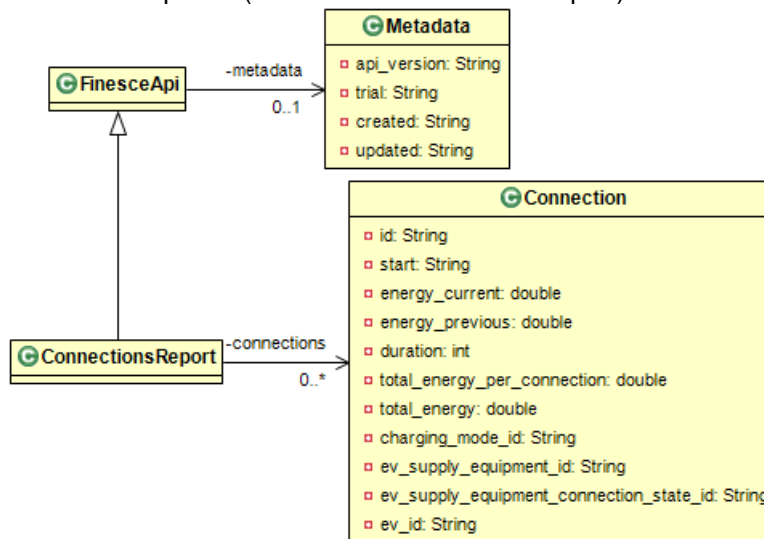 Metadata
api_version: String
trial: String
created: String
updated: String
FinesceApi
-metadata
0..1
Connection
id: String
start: String
energy_current: double
energy_previous: double
duration: int
total_energy_per_connection: double
total_energy: double
charging_mode_id: String
ev_supply_equipment_id: String
ev_supply_equipment_connection_state_id: String
ev_id: String
ConnectionsReport
-connections
0..*